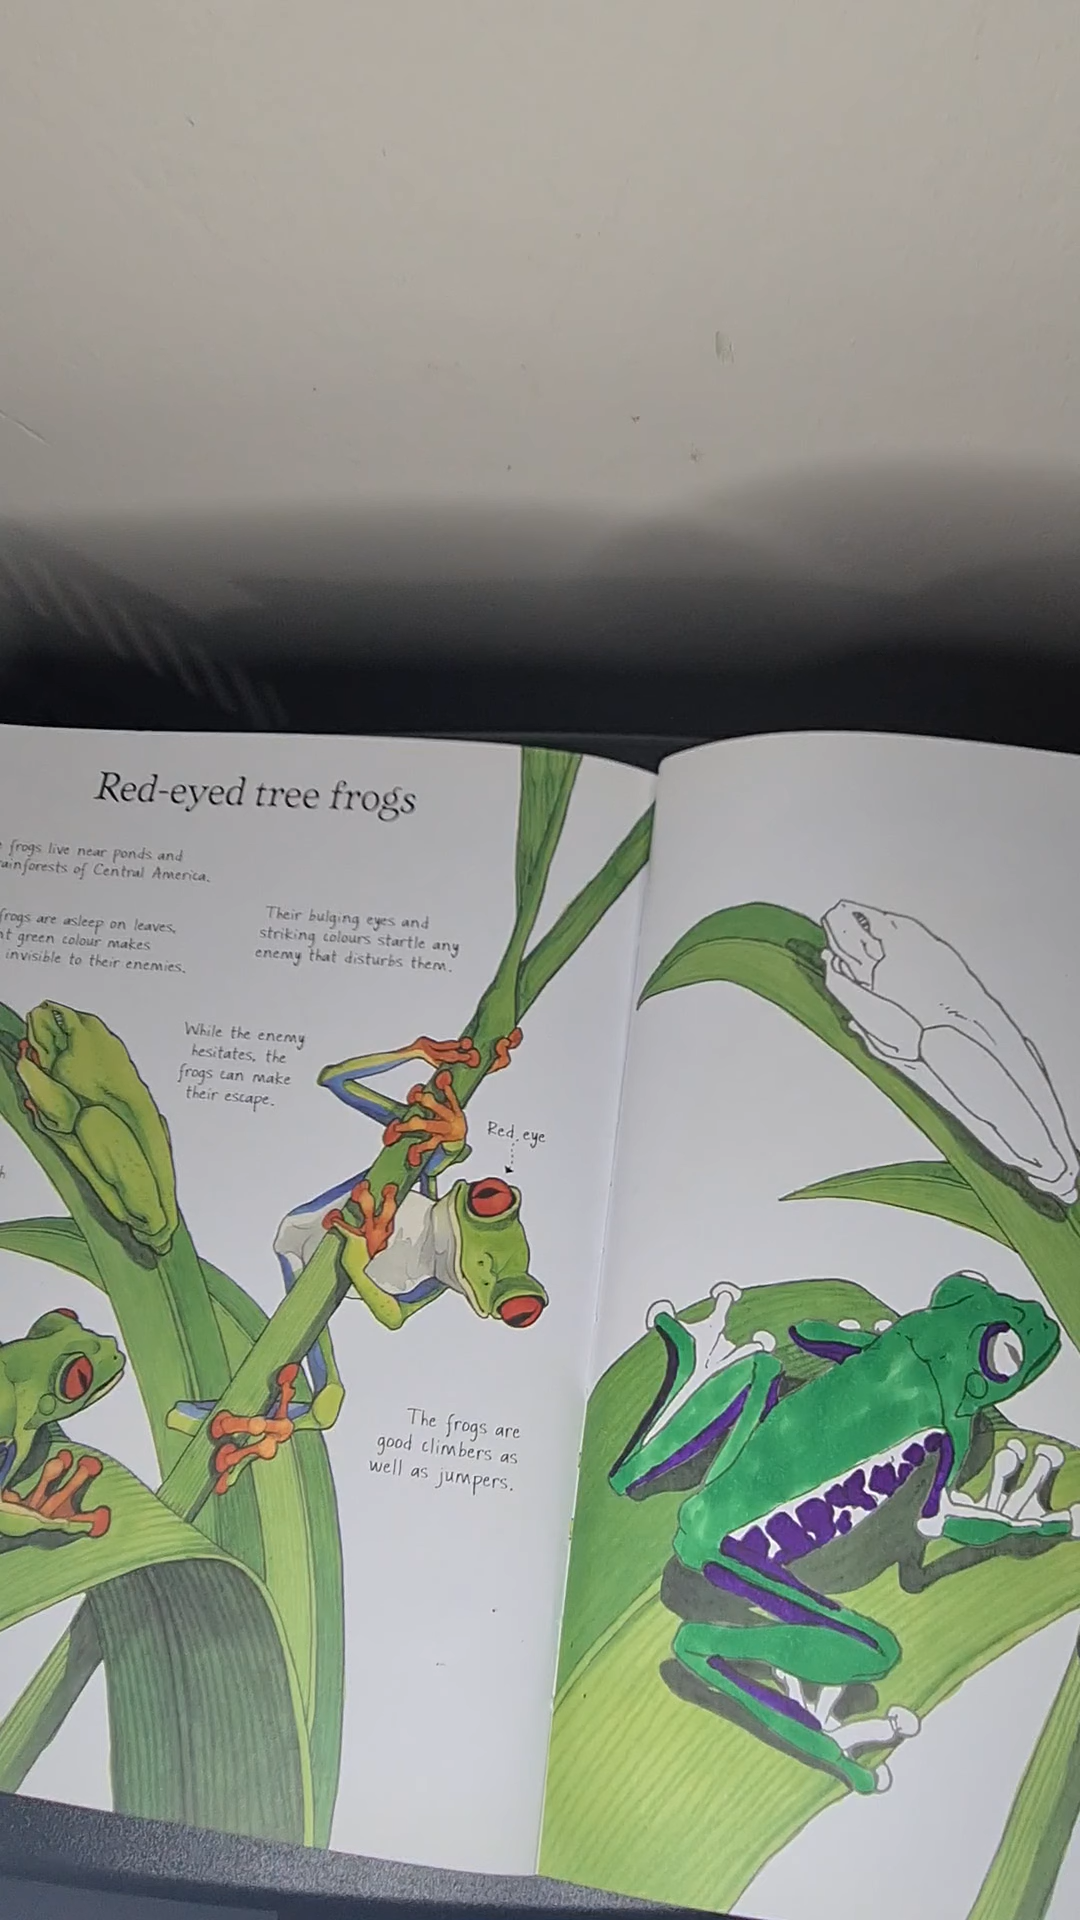 Red-eyed tree frogs
frogs live near ponds and
ainforests of Central America.
frogs are asleep on leaves,
green colour makes
invisible to their enemies.
Their bulging eyes and
striking colours startle any
enemy that disturbs them.
While the enemy
hesitates, the
frogs can make
their escape.
Red eye
The frogs are
good climbers as
well as jumpers.